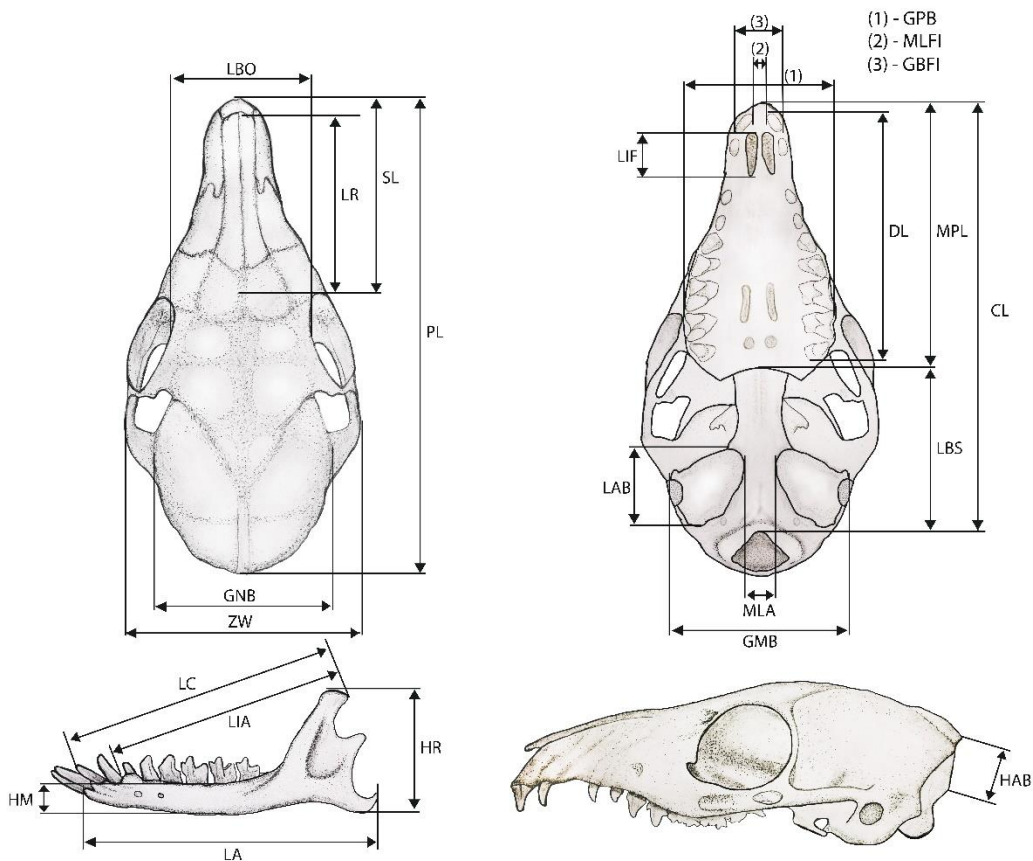 (3)
(1) - GPB
(2) - MLFI
(3) - GBFI
LBO
(2)
(1)
LIF
SL
LR
DL
MPL
PL
CL
LAB
LBS
GNB
ZW
MLA
GMB
LC
LIA
HR
HM
LA
HAB